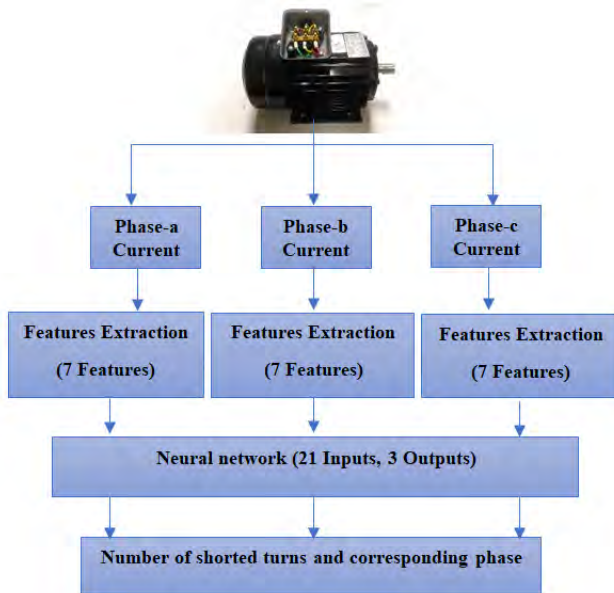 Phase-a
Current
Phase-b
Current
Phase-c
Current
Features Extraction
(7 Features)
Features Extraction
(7 Features)
Features Extraction
(7 Features)
Neural network (21 Inputs, 3 Outputs)
Number of shorted turns and corresponding phase